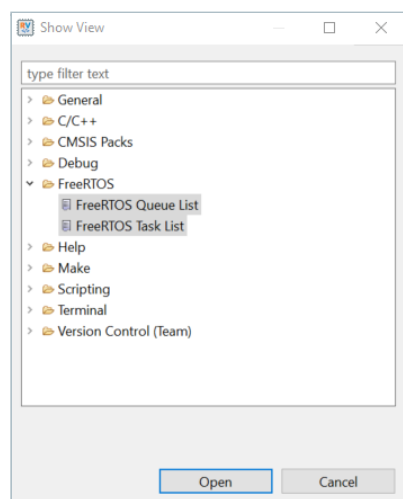 Show View
type filter text
General
C/C++
CMSIS Packs
Debug
FreeRTOS
FreeRTOS Queue List
FreeRTOS Task List
Help
Make
Scripting
Terminal
Version Control (Team)
Open Cancel